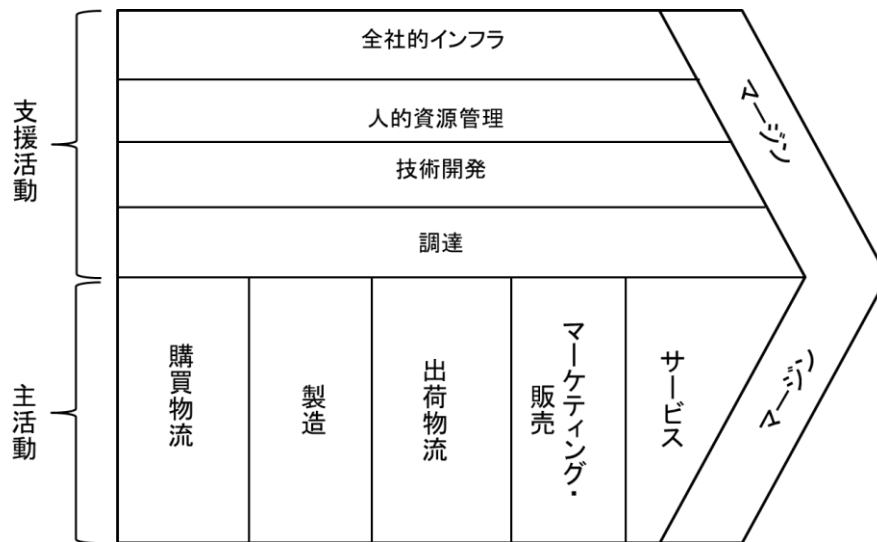 支援活動
全社的インフラ
人的資源管理
技術開発
調達
マージン
主活動
購買物流
製造
出荷物流
マーケティング・
販売
サービス
マージン